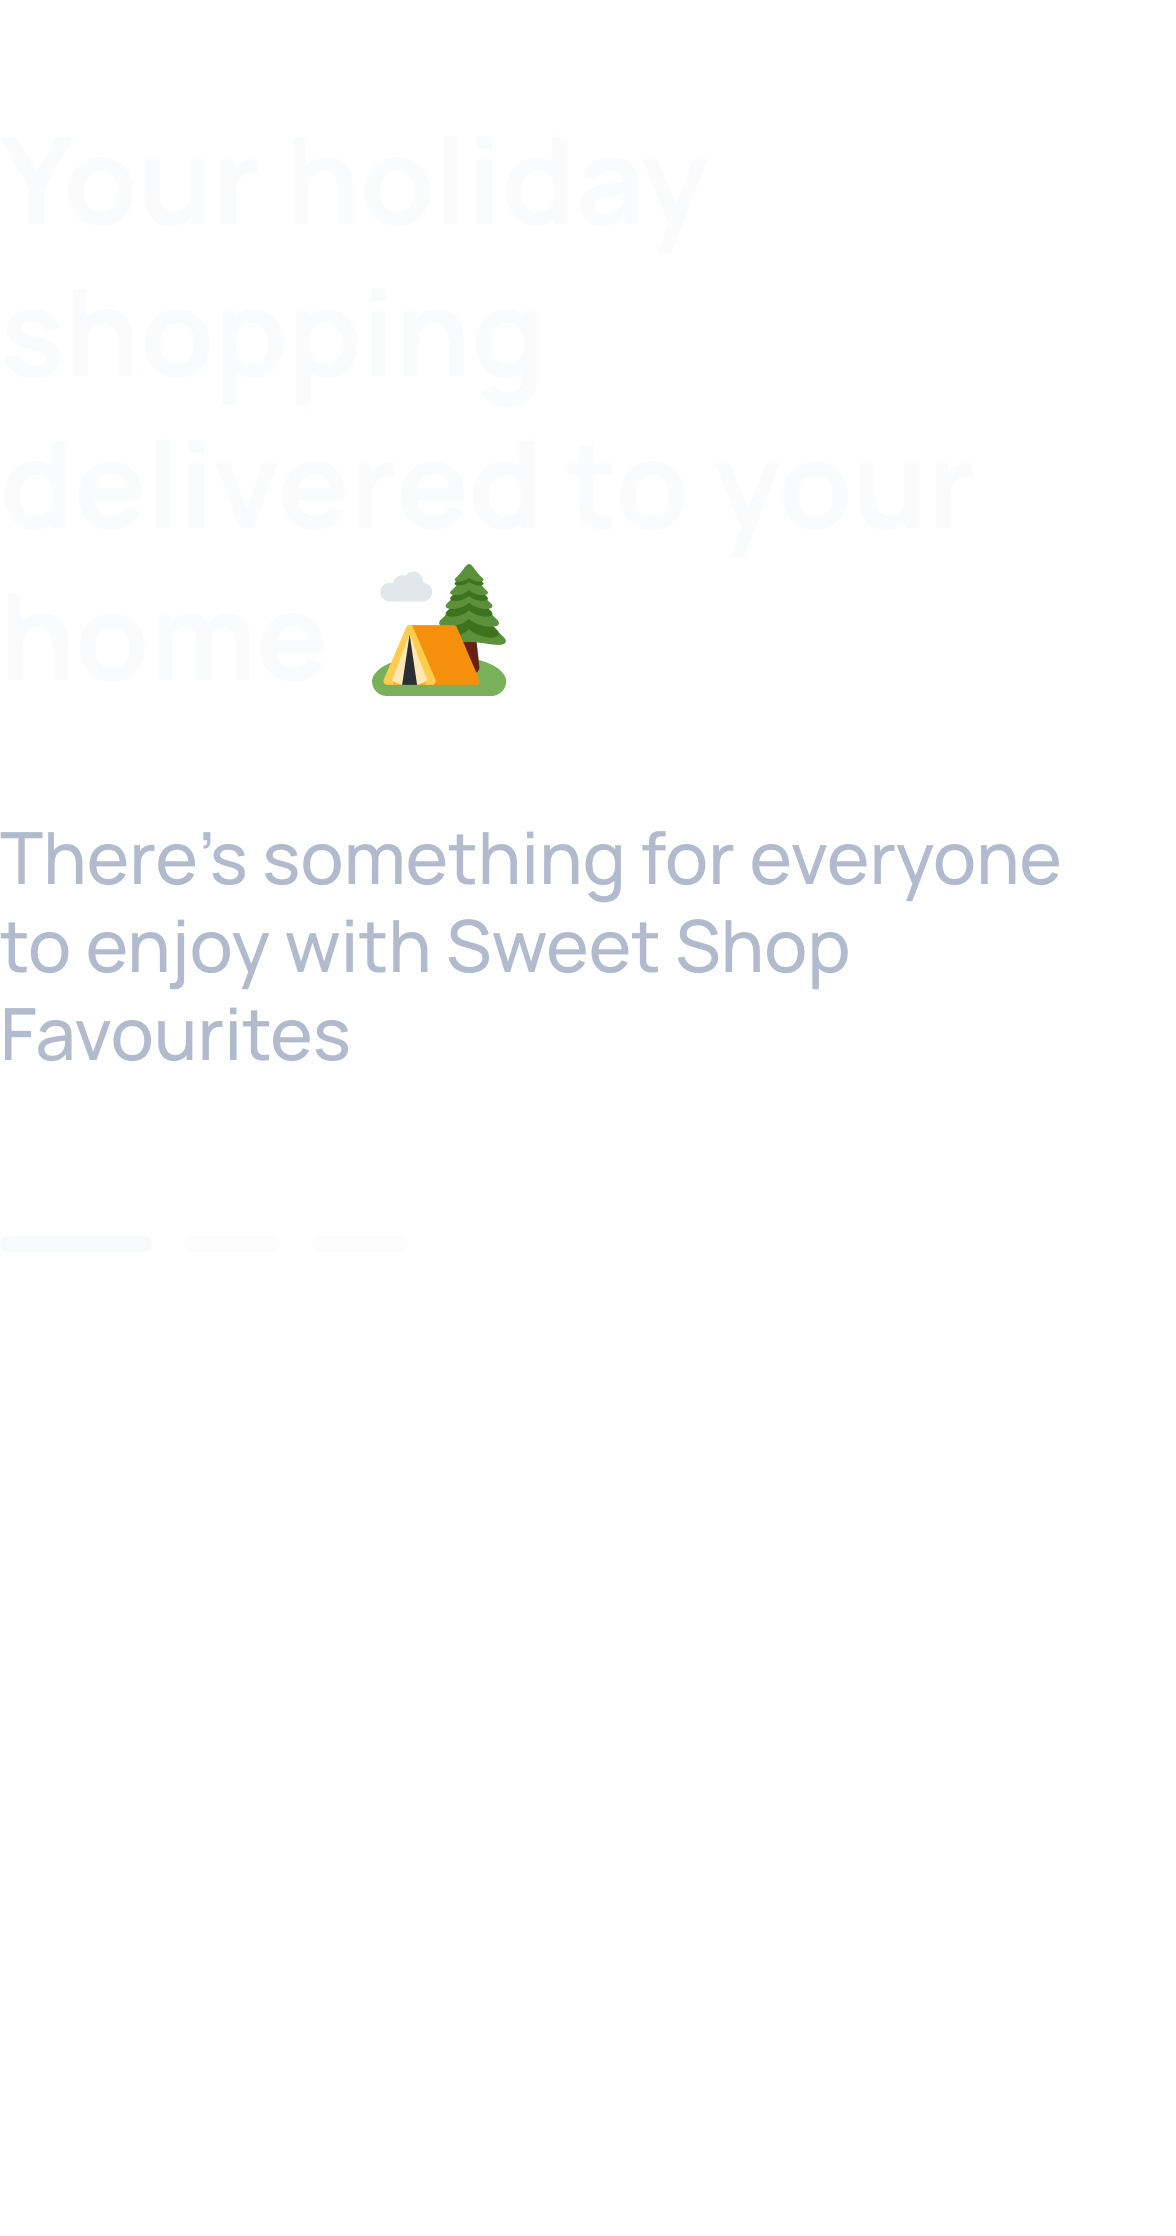 Your holiday
shopping
delivered to your
home 🏕️
There’s something for everyone
to enjoy with Sweet Shop
Favourites